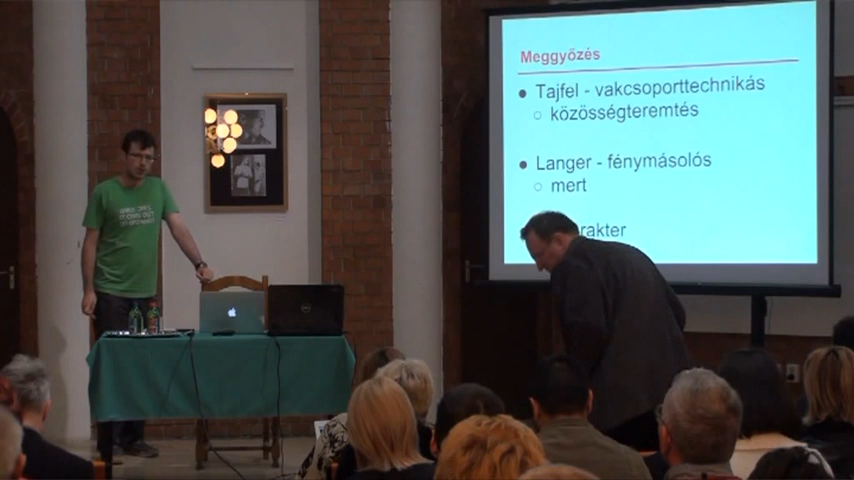 Meggyőzés
● Tajfel - vakcsoporttechnikás
○ közösségteremtés
● Langer - fénymásolós
○ mert
rakter